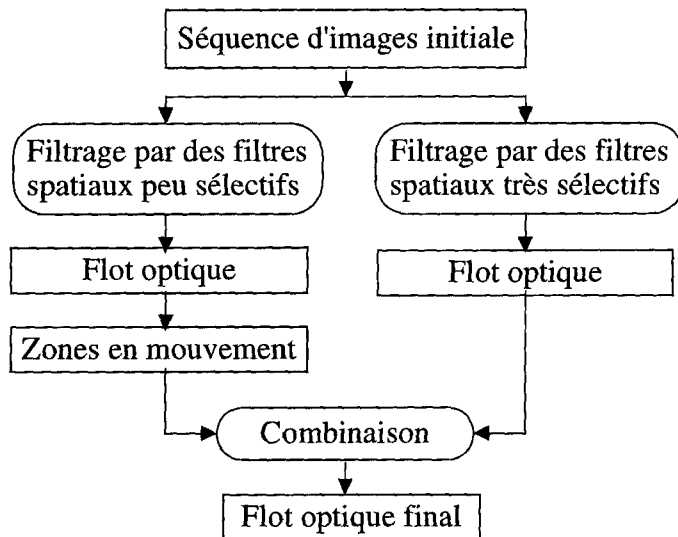 Séquence d'images initiale
Filtrage par des filtres
spatiaux peu sélectifs
Filtrage par des filtres
spatiaux très sélectifs
Flot optique
Flot optique
Zones en mouvement
Combinaison
Flot optique final